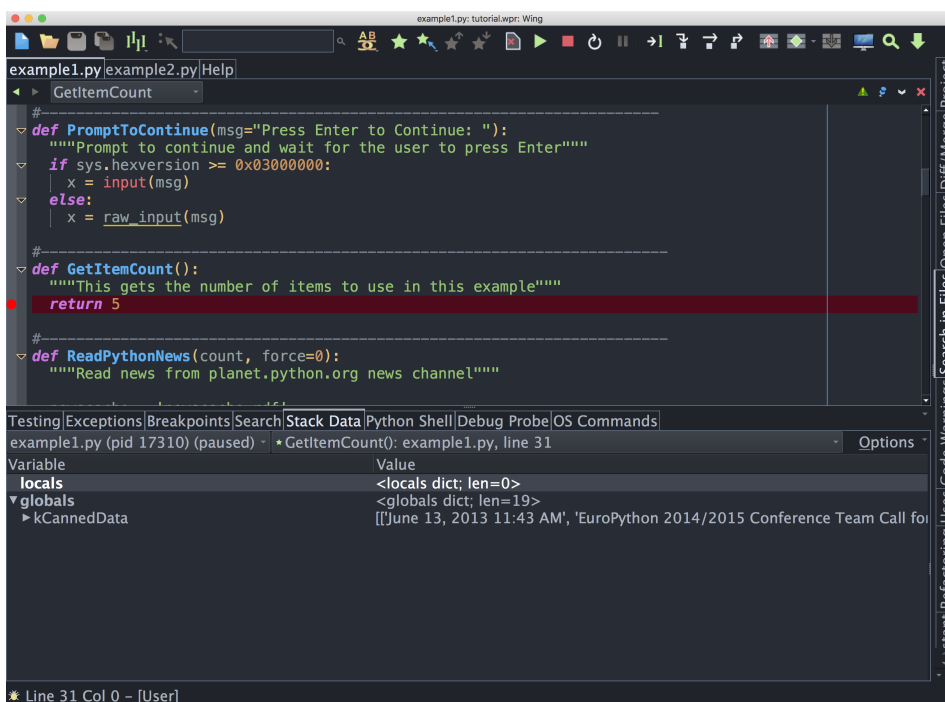 example1.py: tutorial.wpr: Wing
example1.py example2.py Help
GetItemCount
#
def PromptToContinue(msg="Press Enter to Continue: "):
"""Prompt to continue and wait for the user to press Enter"""
if sys.hexversion >= 0x03000000:
x = input(msg)
else:
x = raw_input(msg)
#
def GetItemCount():
"""This gets the number of items to use in this example"""
return 5
#
def ReadPythonNews(count, force=0):
"""Read news from planet.python.org news channel"""
Testing Exceptions Breakpoints Search Stack Data Python Shell Debug Probe OS Commands
example1.py (pid 17310) (paused) GetItemCount(): example1.py, line 31 Options
Variable Value
locals <locals dict; len=0>
globals <globals dict; len=19>
kCannedData [['June 13, 2013 11:43 AM', 'EuroPython 2014/2015 Conference Team Call for
Line 31 Col 0 – [User]